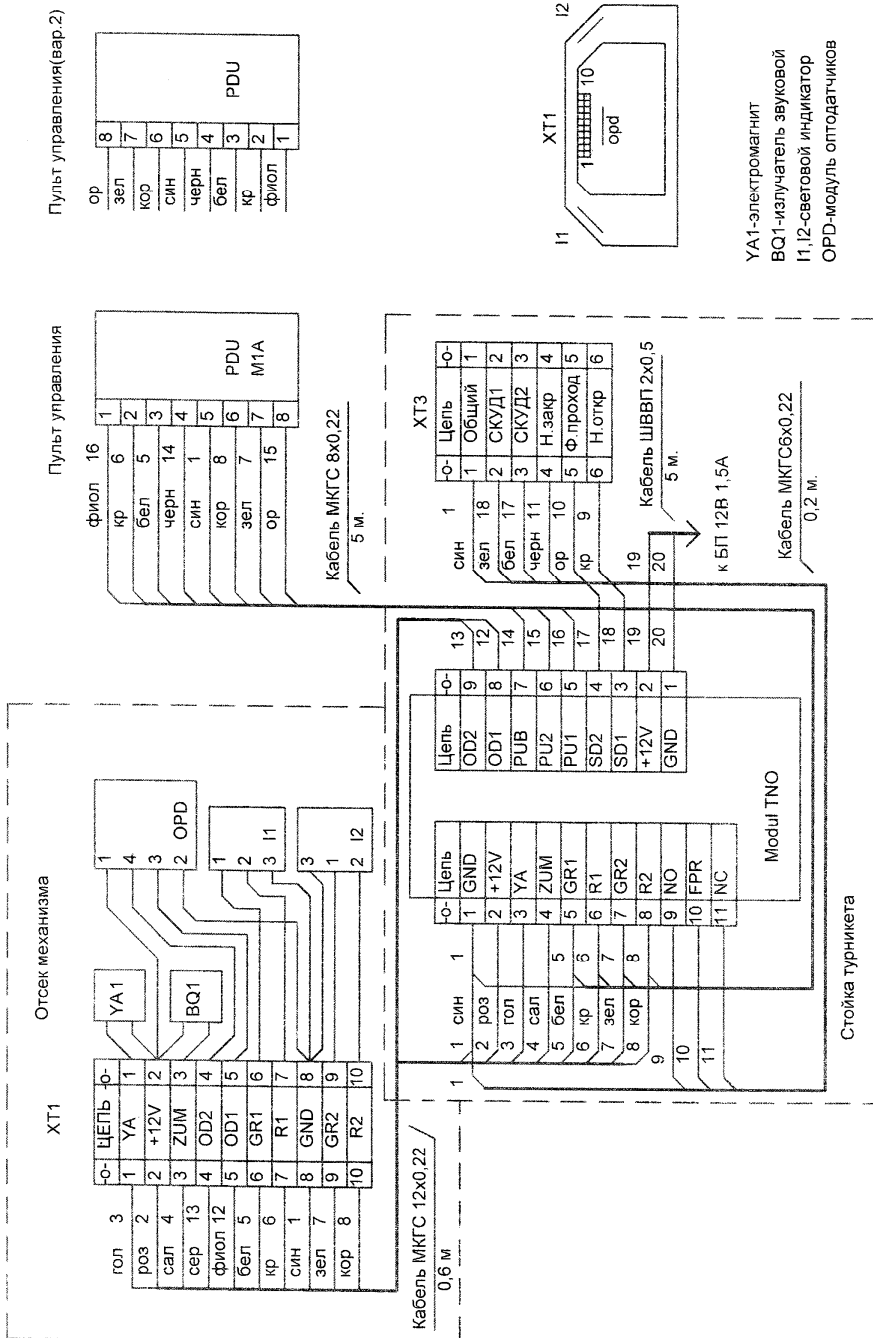 Отсек механизма
XT1
-о- ЦЕПЬ -о-
гол 3 1 YA 1
роз 2 2 +12V 2
сал 4 3 ZUM 3
сер 13 4 OD2 4
фиол 12 5 OD1 5
бел 5 6 GR1 6
кр 6 7 R1 7
син 1 8 GND 8
зел 7 9 GR2 9
кор 8 10 R2 10
YA1
BQ1
1
4
3
2
OPD
1
2
3
I1
3
1
2
I2
Кабель МКГС 12х0,22
0,6 м
Пульт управления
фиол 16 1
кр 6 2
бел 5 3
черн 14 4
син 1 5
кор 8 6
зел 7 7
ор 15 8
PDU
M1A
Кабель МКГС 8х0,22
5 м.
Пульт управления(вар.2)
ор 8
зел 7
кор 6
син 5
черн 4
бел 3
кр 2
фиол 1
PDU
-о- Цепь
1 GND
2 +12V
3 YA
4 ZUM
5 GR1
6 R1
7 GR2
8 R2
9 NO
10 FPR
11 NC
1 1 син 1
2 роз
3 гол
4 сал
5 бел 5
6 кр 6
7 зел 7
8 кор 8
9
10
11
Modul TNO
Цепь -о-
OD2 9 13
OD1 8 12
PUB 7 14
PU2 6 15
PU1 5 16
SD2 4 17
SD1 3 18
+12V 2 19
GND 1 20
19
20
к БП 12В 1,5А
Кабель ШВВП 2х0,5
5 м.
Кабель МКГС6х0,22
0,2 м.
XT3
-о- Цепь -о-
син 1 1 Общий 1
зел 18 2 СКУД1 2
бел 17 3 СКУД2 3
черн 11 4 Н.закр 4
ор 10 5 Ф.проход 5
кр 9 6 Н.откр 6
Стойка турникета
I1
XT1
I2
1 10
opd
YA1-электромагнит
BQ1-излучатель звуковой
I1,I2-световой индикатор
OPD-модуль оптодатчиков